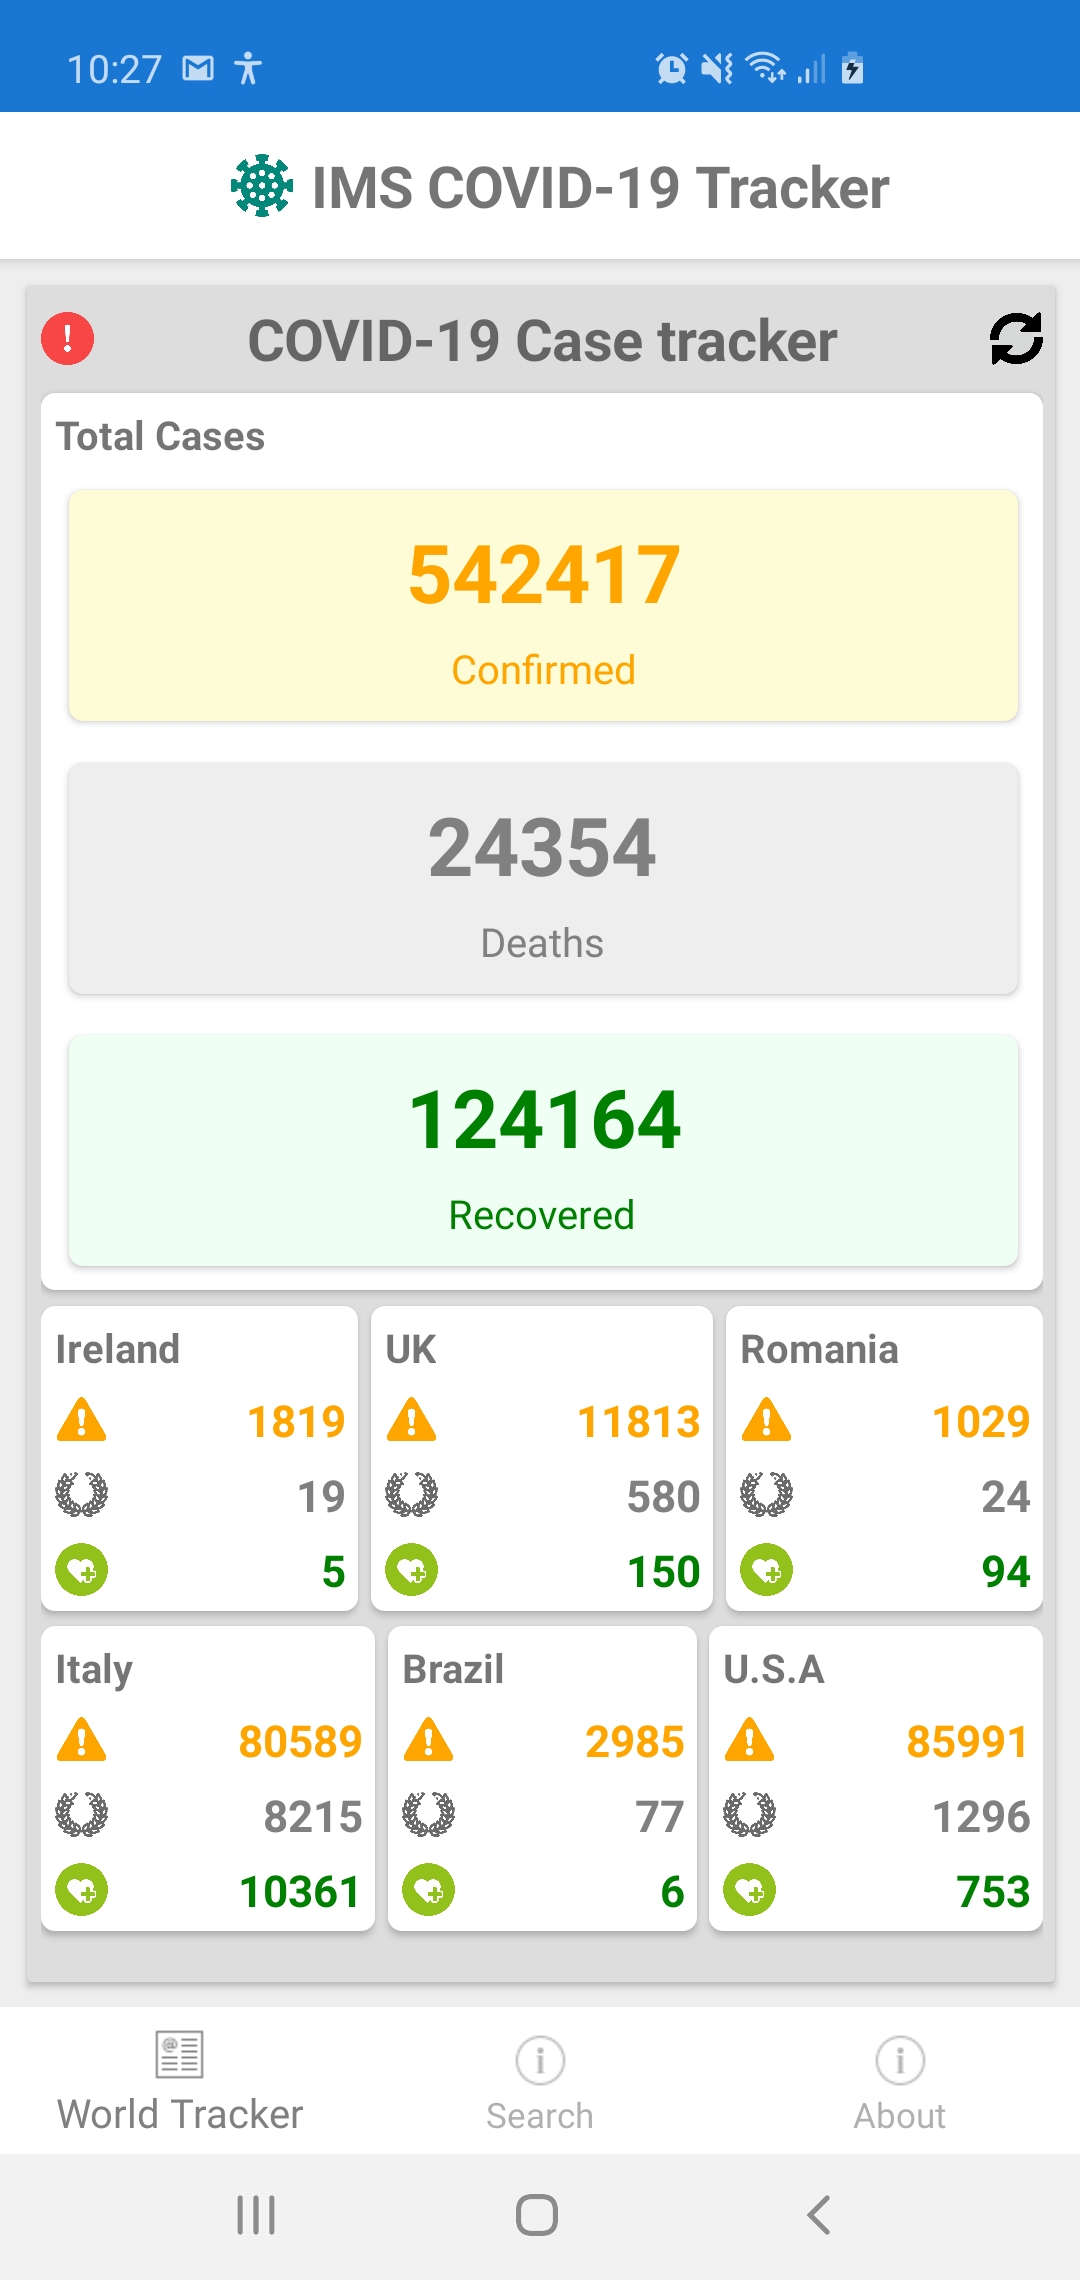 10:27
IMS COVID-19 Tracker
COVID-19 Case tracker
Total Cases
542417
Confirmed
24354
Deaths
124164
Recovered
Ireland
1819
19
5
UK
11813
580
150
Romania
1029
24
94
Italy
80589
8215
10361
Brazil
2985
77
6
U.S.A
85991
1296
753
World Tracker
Search
About